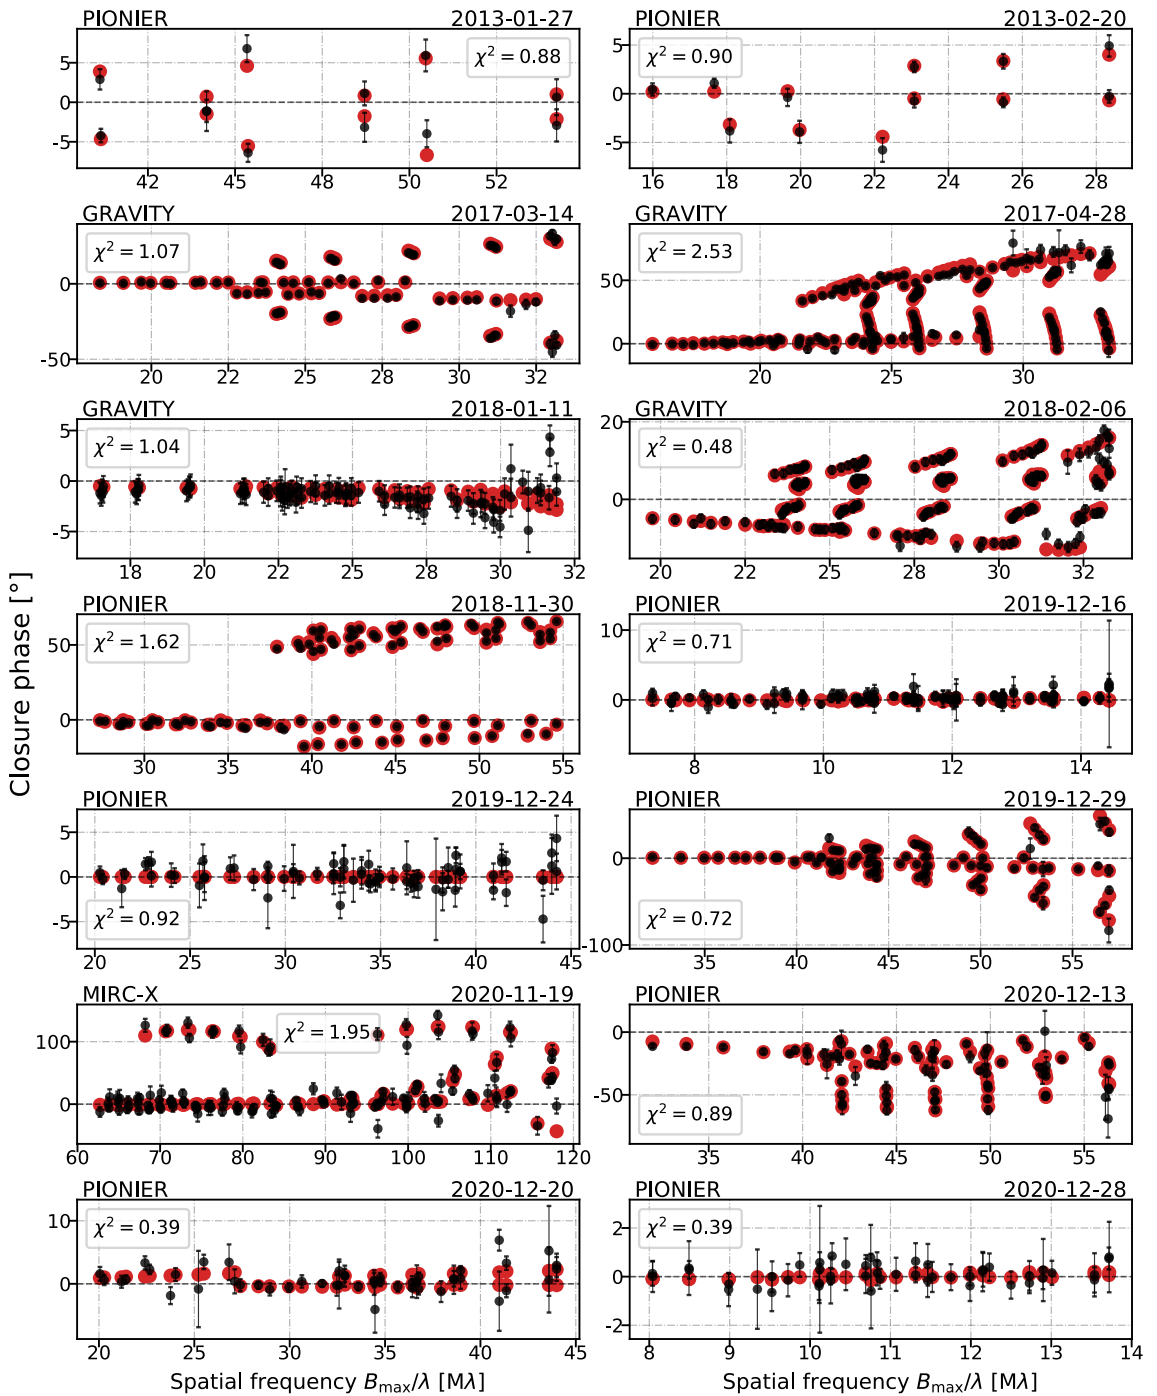 PIONIER 2013-01-27
χ² = 0.88
5
0
-5
42 45 48 50 52
PIONIER 2013-02-20
χ² = 0.90
5
0
-5
16 18 20 22 24 26 28
GRAVITY 2017-03-14
χ² = 1.07
0
-50
20 22 25 28 30 32
GRAVITY 2017-04-28
χ² = 2.53
50
0
20 25 30
GRAVITY 2018-01-11
χ² = 1.04
5
0
-5
18 20 22 25 28 30 32
GRAVITY 2018-02-06
χ² = 0.48
20
0
20 22 25 28 30 32
Closure phase [°]
PIONIER 2018-11-30
χ² = 1.62
50
0
30 35 40 45 50 55
PIONIER 2019-12-16
χ² = 0.71
10
0
8 10 12 14
PIONIER 2019-12-24
χ² = 0.92
5
0
-5
20 25 30 35 40 45
PIONIER 2019-12-29
χ² = 0.72
0
-100
35 40 45 50 55
MIRC-X 2020-11-19
χ² = 1.95
100
0
60 70 80 90 100 110 120
PIONIER 2020-12-13
χ² = 0.89
0
-50
35 40 45 50 55
PIONIER 2020-12-20
χ² = 0.39
10
0
20 25 30 35 40 45
Spatial frequency Bmax/λ [Mλ]
PIONIER 2020-12-28
χ² = 0.39
2
0
-2
8 9 10 11 12 13 14
Spatial frequency Bmax/λ [Mλ]